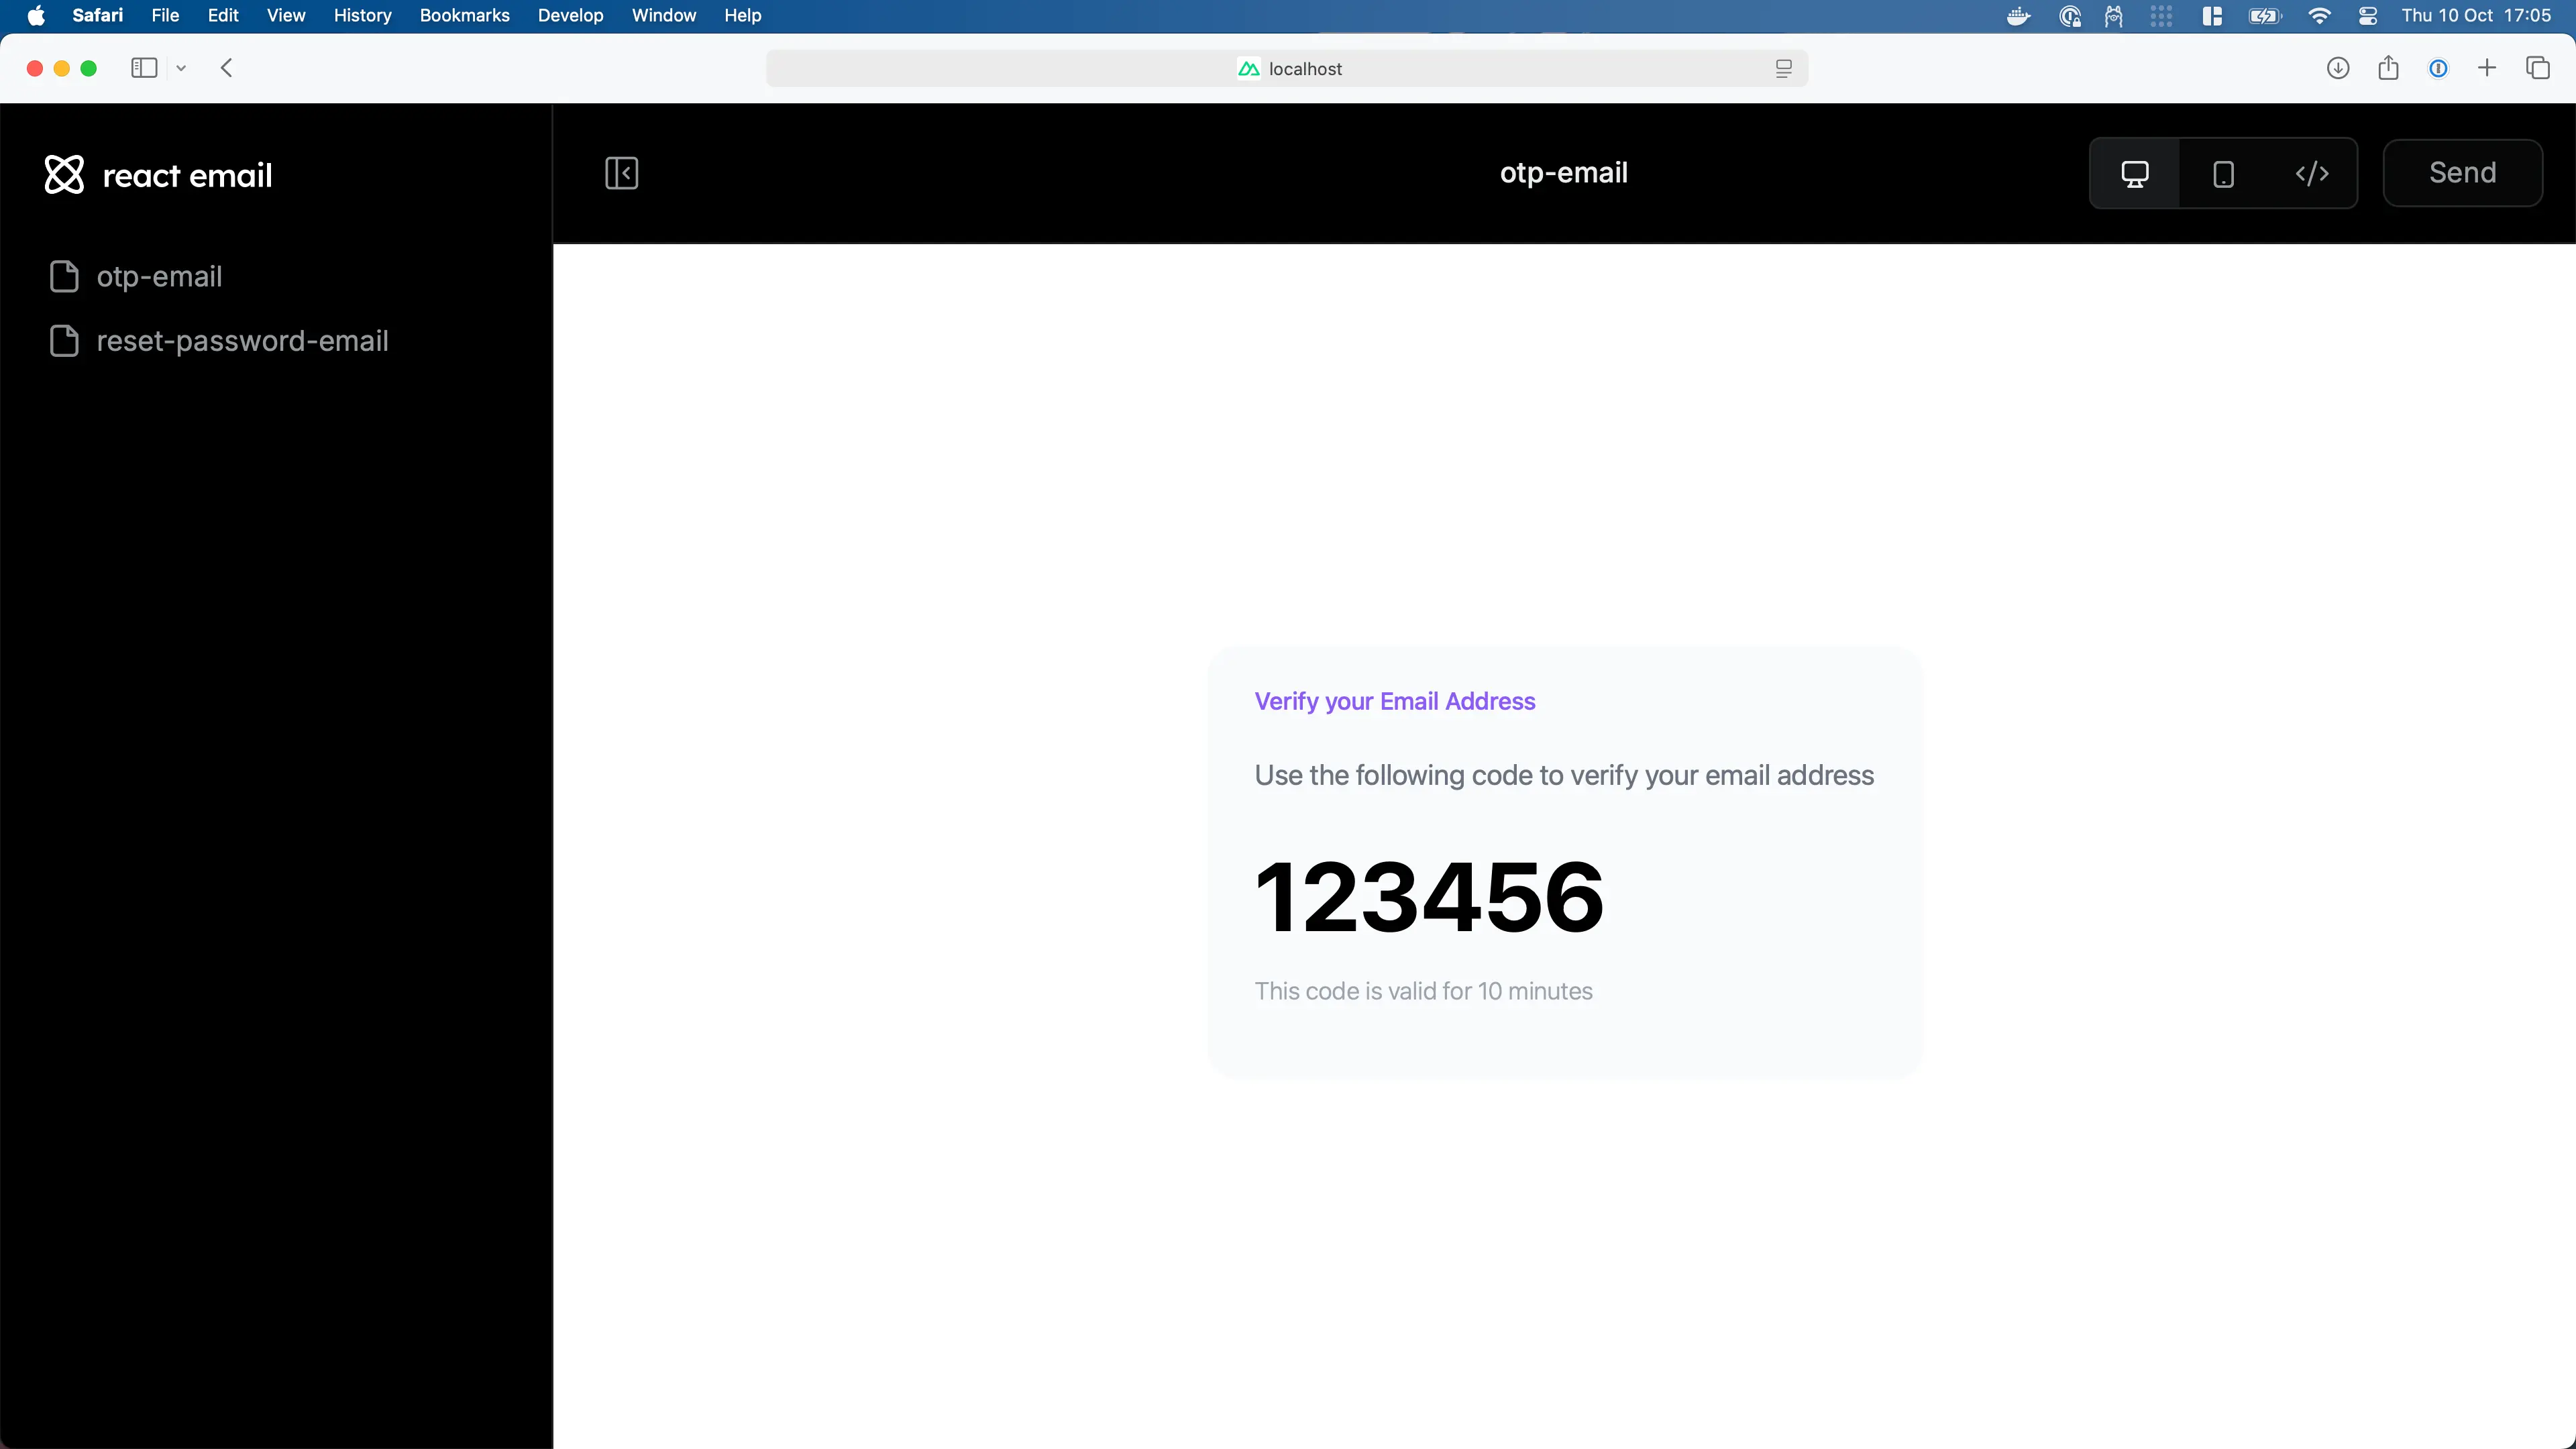 Safari File Edit View History Bookmarks Develop Window Help Thu 10 Oct 17:05
localhost
react email
otp-email
Send
otp-email
reset-password-email
Verify your Email Address
Use the following code to verify your email address
123456
This code is valid for 10 minutes